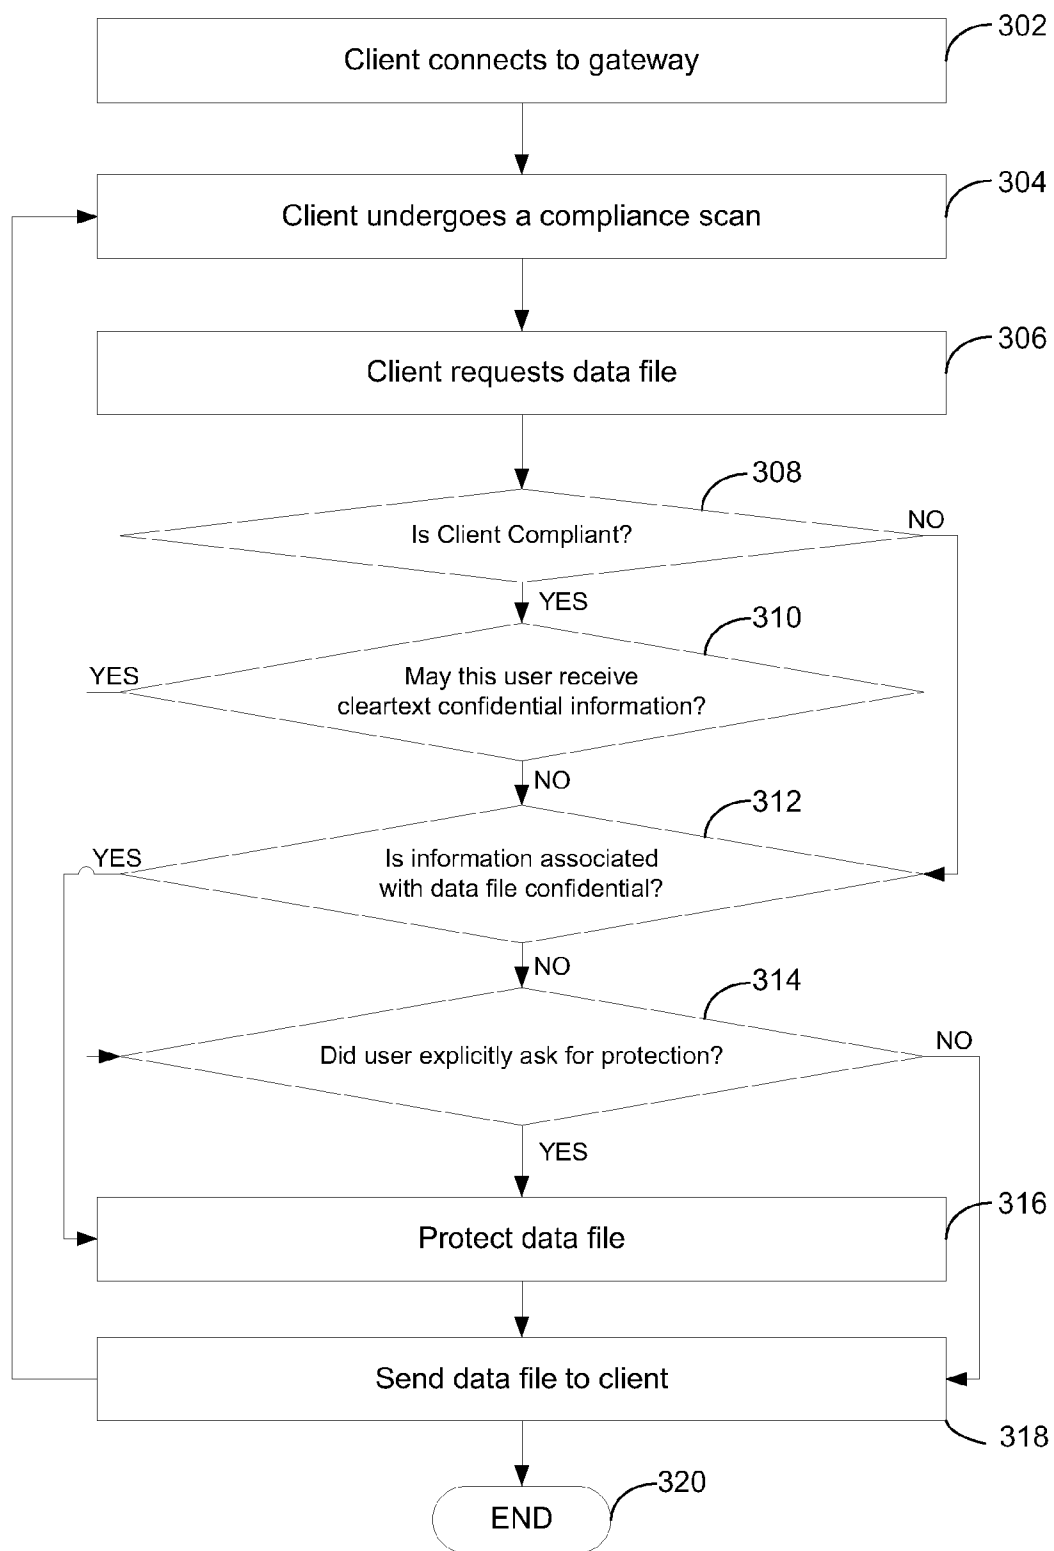 302
Client connects to gateway
304
Client undergoes a compliance scan
306
Client requests data file
308
Is Client Compliant?
NO
YES
310
YES
May this user receive
cleartext confidential information?
NO
312
YES
Is information associated
with data file confidential?
NO
314
Did user explicitly ask for protection?
NO
YES
316
Protect data file
Send data file to client
318
320
END